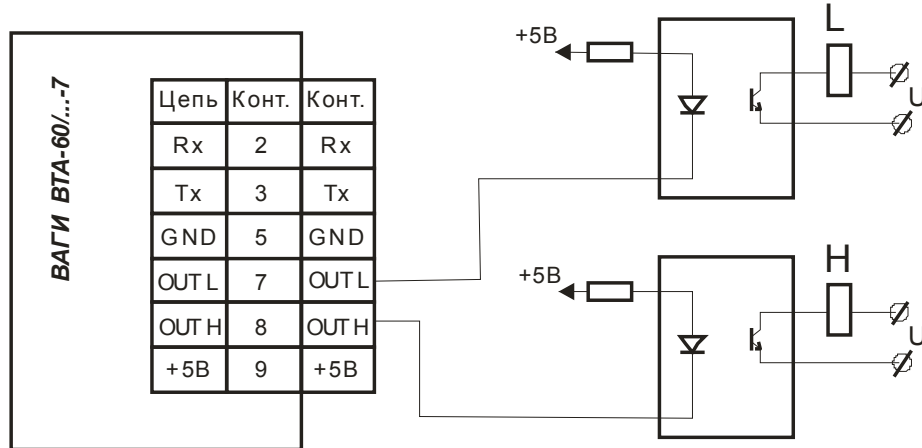 ВАГИ ВТА-60/...-7
Цепь Конт. Конт.
Rx 2 Rx
Tx 3 Tx
GND 5 GND
OUT L 7 OUT L
OUT H 8 OUT H
+5В 9 +5В
+5В
L
U
+5В
H
U